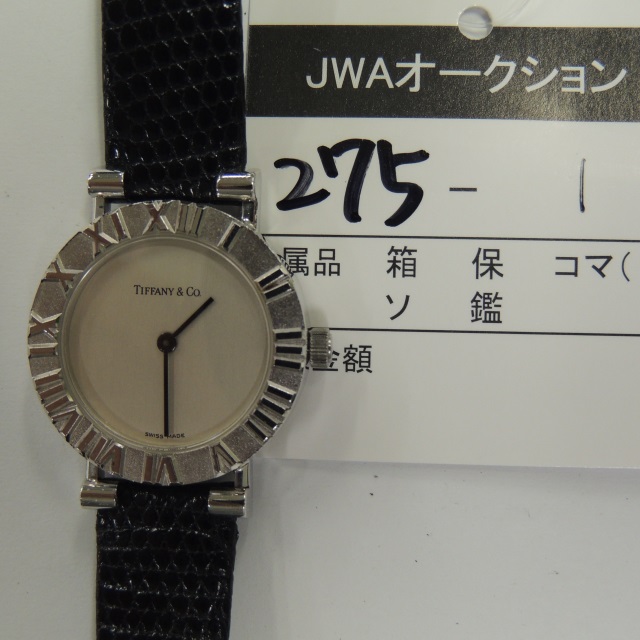 JWAオークション
275 - 1
属品 箱 保 コマ(
ソ 鑑
金額
TIFFANY & CO.
SWISS MADE